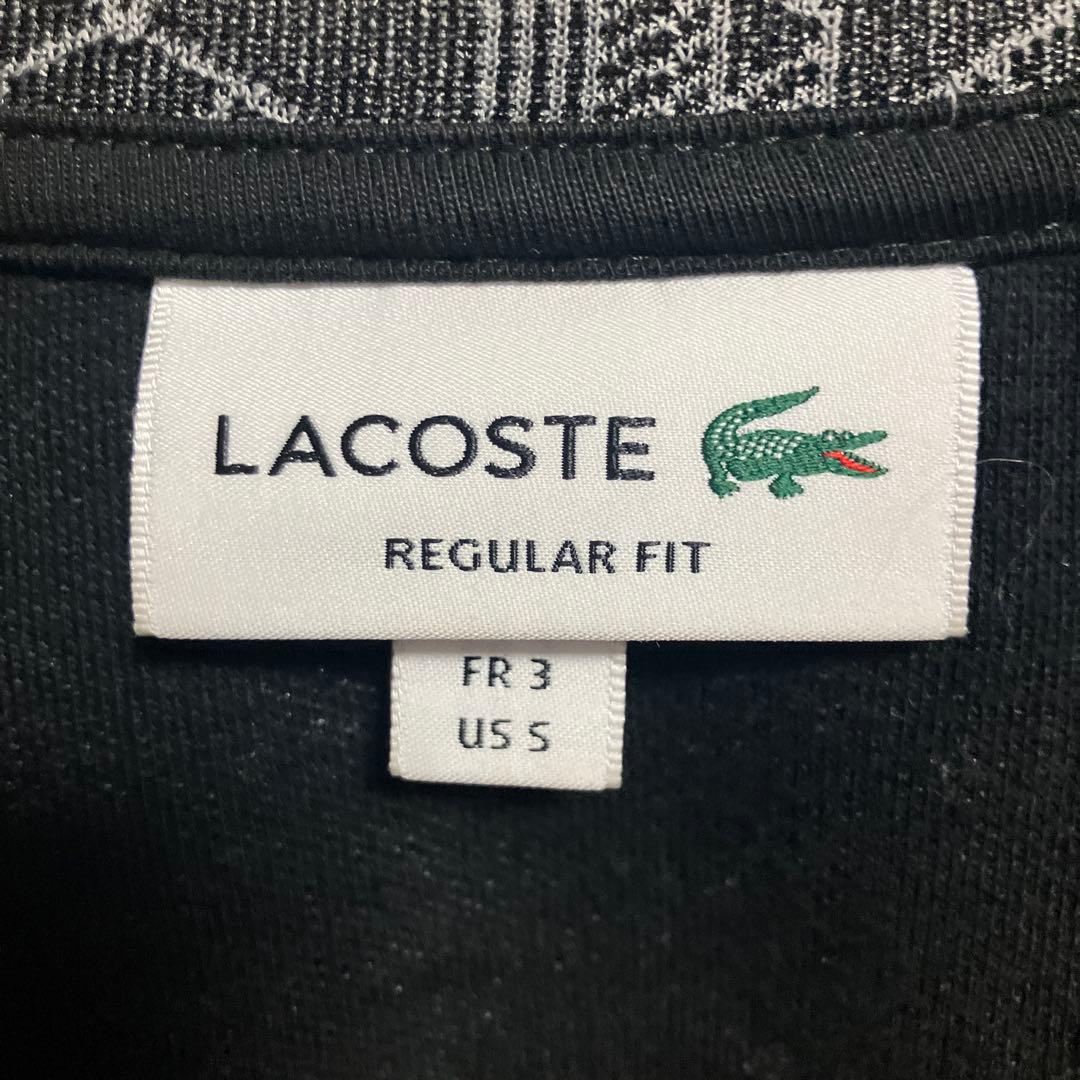 LACOSTE
REGULAR FIT
FR 3
US S